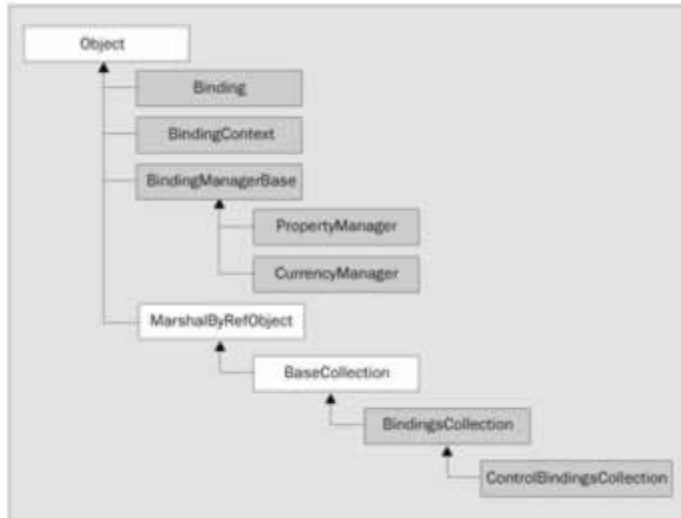 Object
Binding
BindingContext
BindingManagerBase
PropertyManager
CurrencyManager
MarshalByRefObject
BaseCollection
BindingsCollection
ControlBindingsCollection